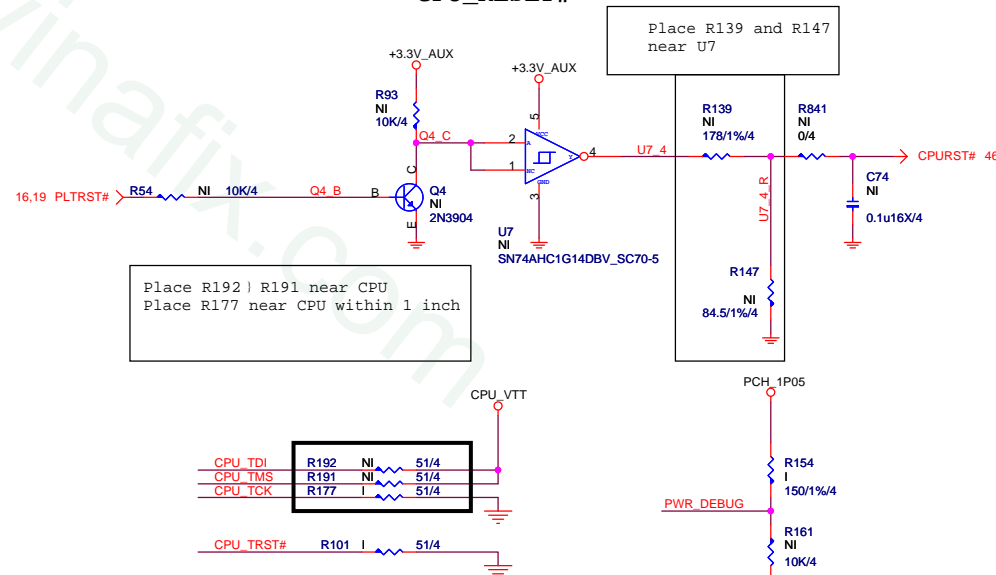 Place R139 and R147
near U7
+3.3V_AUX
+3.3V_AUX
R93
NI
10K/4
Q4_C
R139
NI
178/1%/4
R841
NI
0/4
5
VCC
2
A
1
NC
Y
4
GND
3
U7_4
CPURST# 46
16,19 PLTRST#
R54
NI
10K/4
Q4_B
B
C
E
Q4
NI
2N3904
U7
NI
SN74AHC1G14DBV_SC70-5
U7_4_R
C74
NI
0.1u16X/4
R147
NI
84.5/1%/4
Place R192 ) R191 near CPU
Place R177 near CPU within 1 inch
CPU_VTT
PCH_1P05
CPU_TDI R192 NI 51/4
CPU_TMS R191 NI 51/4
CPU_TCK R177 I 51/4
CPU_TRST# R101 I 51/4
R154
I
150/1%/4
PWR_DEBUG
R161
NI
10K/4
vinafix.com